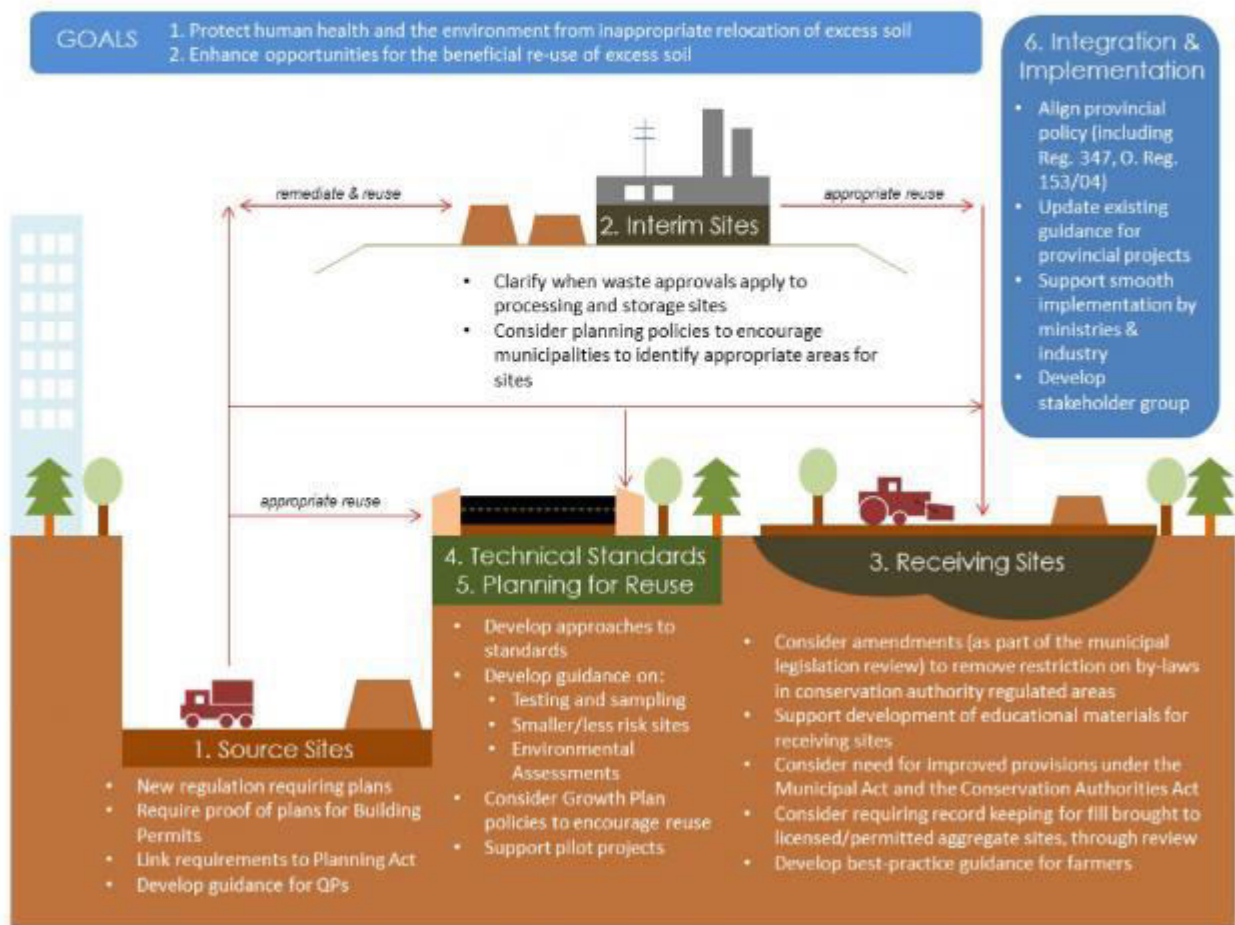 GOALS
1. Protect human health and the environment from inappropriate relocation of excess soil
2. Enhance opportunities for the beneficial re-use of excess soil
6. Integration &
Implementation
• Align provincial
policy (including
Reg. 347, O. Reg.
153/04)
• Update existing
guidance for
provincial projects
• Support smooth
implementation by
ministries &
industry
• Develop
stakeholder group
remediate & reuse
appropriate reuse
2. Interim Sites
• Clarify when waste approvals apply to
processing and storage sites
• Consider planning policies to encourage
municipalities to identify appropriate areas for
sites
appropriate reuse
4. Technical Standards
5. Planning for Reuse
• Develop approaches to
standards
• Develop guidance on:
• Testing and sampling
• Smaller/less risk sites
• Environmental
Assessments
• Consider Growth Plan
policies to encourage reuse
• Support pilot projects
3. Receiving Sites
• Consider amendments (as part of the municipal
legislation review) to remove restriction on by-laws
in conservation authority regulated areas
• Support development of educational materials for
receiving sites
• Consider need for improved provisions under the
Municipal Act and the Conservation Authorities Act
• Consider requiring record keeping for fill brought to
licensed/permitted aggregate sites, through review
• Develop best-practice guidance for farmers
1. Source Sites
• New regulation requiring plans
• Require proof of plans for Building
Permits
• Link requirements to Planning Act
• Develop guidance for QPs